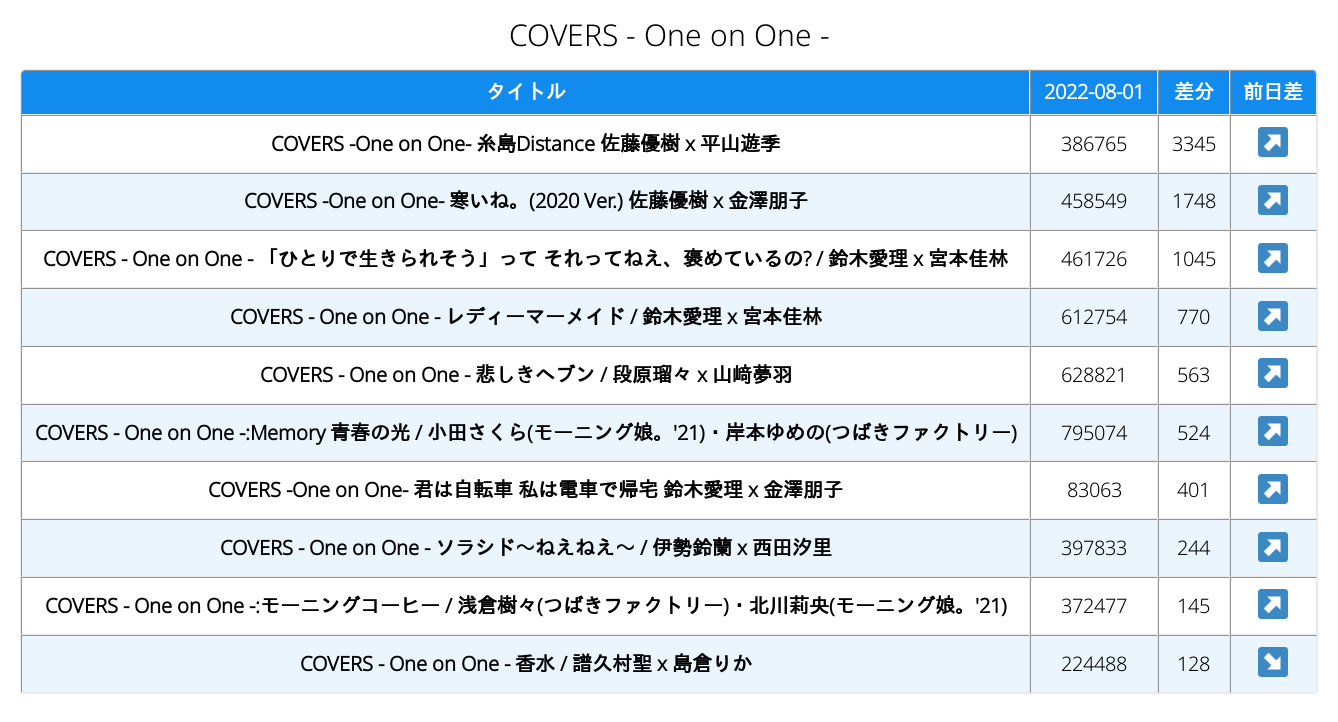 COVERS - One on One -
タイトル 2022-08-01 差分 前日差
COVERS -One on One- 糸島Distance 佐藤優樹 x 平山遊季 386765 3345
COVERS -One on One- 寒いね。(2020 Ver.) 佐藤優樹 x 金澤朋子 458549 1748
COVERS - One on One - 「ひとりで生きられそう」って それってねえ、褒めているの? / 鈴木愛理 x 宮本佳林 461726 1045
COVERS - One on One - レディーマーメイド / 鈴木愛理 x 宮本佳林 612754 770
COVERS - One on One - 悲しきヘブン / 段原瑠々 x 山﨑夢羽 628821 563
COVERS - One on One -:Memory 青春の光 / 小田さくら(モーニング娘。'21)・岸本ゆめの(つばきファクトリー) 795074 524
COVERS -One on One- 君は自転車 私は電車で帰宅 鈴木愛理 x 金澤朋子 83063 401
COVERS - One on One - ソラシド～ねえねえ～ / 伊勢鈴蘭 x 西田汐里 397833 244
COVERS - One on One -:モーニングコーヒー / 浅倉樹々(つばきファクトリー)・北川莉央(モーニング娘。'21) 372477 145
COVERS - One on One - 香水 / 譜久村聖 x 島倉りか 224488 128